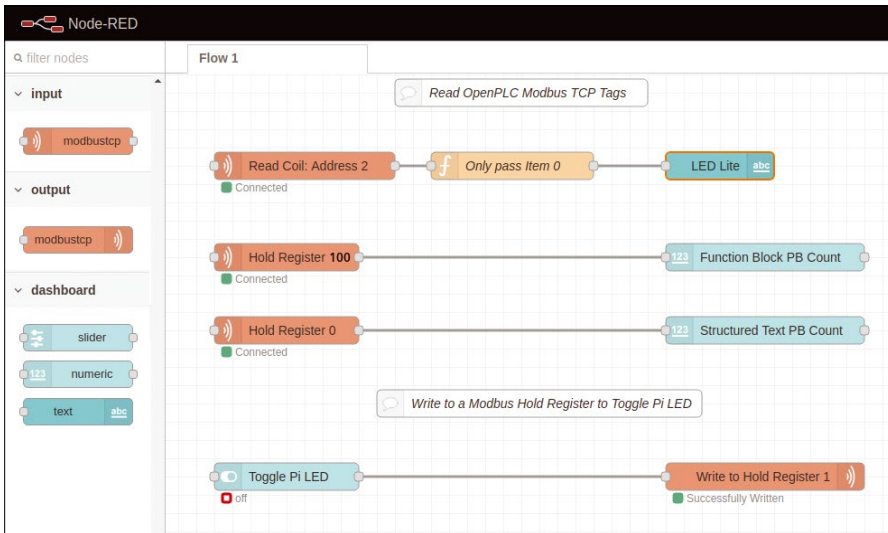 Node-RED
filter nodes
Flow 1
input
modbustcp
output
modbustcp
dashboard
slider
123 numeric
text abc
Read OpenPLC Modbus TCP Tags
Read Coil: Address 2
Connected
Only pass Item 0
LED Lite abc
Hold Register 100
Connected
123 Function Block PB Count
Hold Register 0
Connected
123 Structured Text PB Count
Write to a Modbus Hold Register to Toggle Pi LED
Toggle Pi LED
off
Write to Hold Register 1
Successfully Written